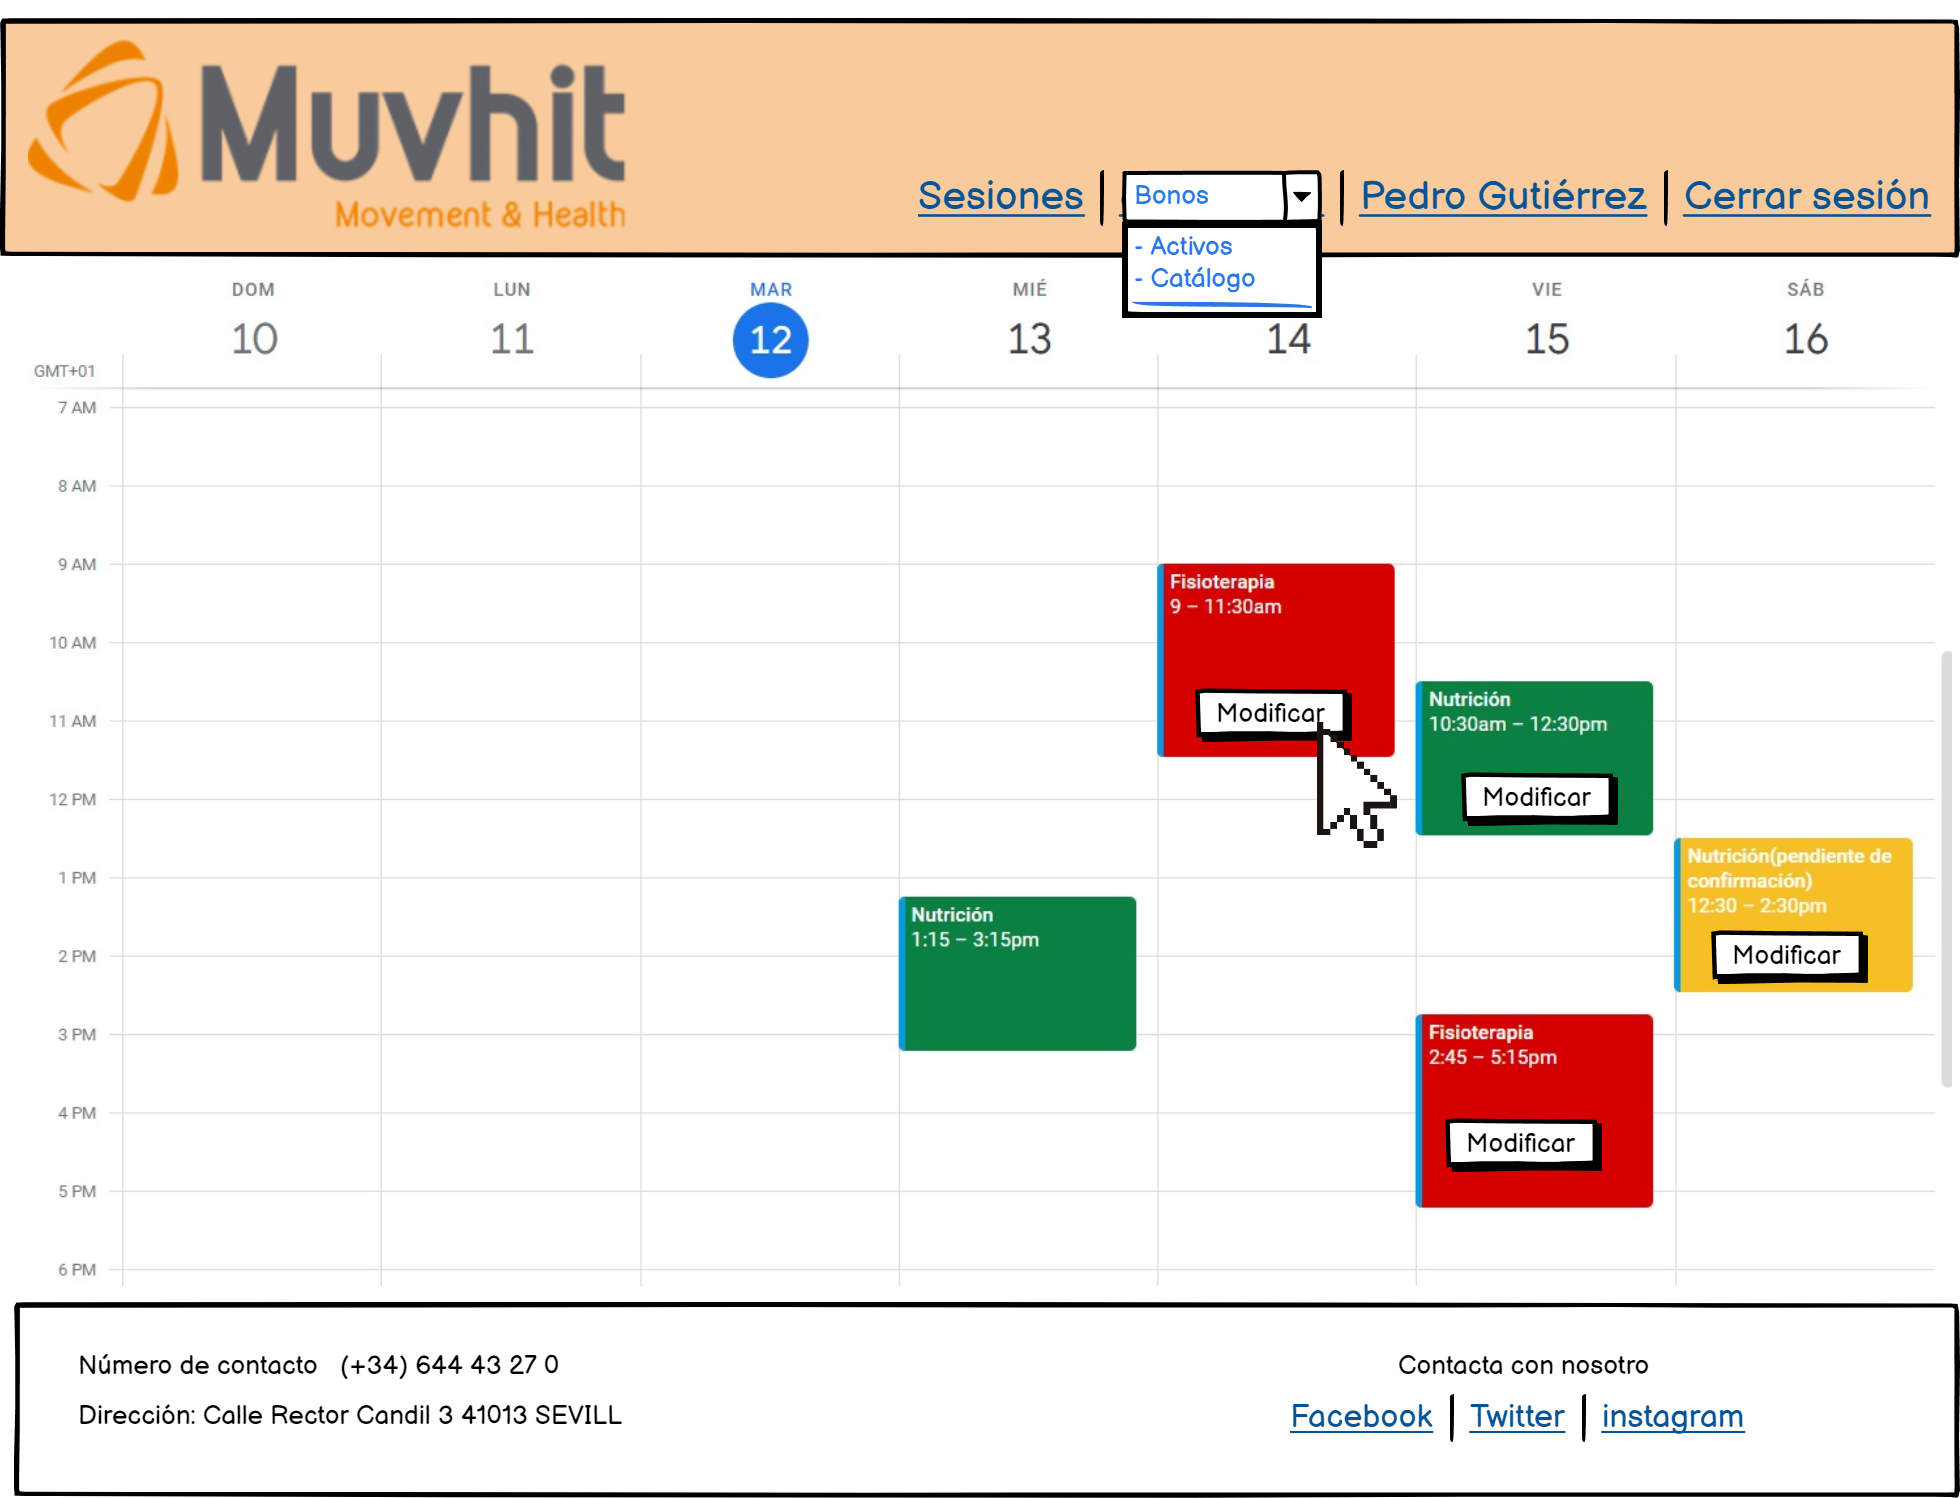 Muvhit
Movement & Health
Sesiones
Bonos
Pedro Gutiérrez
Cerrar sesión
- Activos
- Catálogo
DOM
LUN
MAR
MIÉ
VIE
SÁB
10
11
12
13
14
15
16
GMT+01
7 AM
8 AM
9 AM
10 AM
11 AM
12 PM
1 PM
2 PM
3 PM
4 PM
5 PM
6 PM
Nutrición
1:15 – 3:15pm
Fisioterapia
9 – 11:30am
Modificar
Nutrición
10:30am – 12:30pm
Modificar
Fisioterapia
2:45 – 5:15pm
Modificar
Nutrición(pendiente de
confirmación)
12:30 – 2:30pm
Modificar
Número de contacto (+34) 644 43 27 0
Dirección: Calle Rector Candil 3 41013 SEVILL
Contacta con nosotro
Facebook
Twitter
instagram